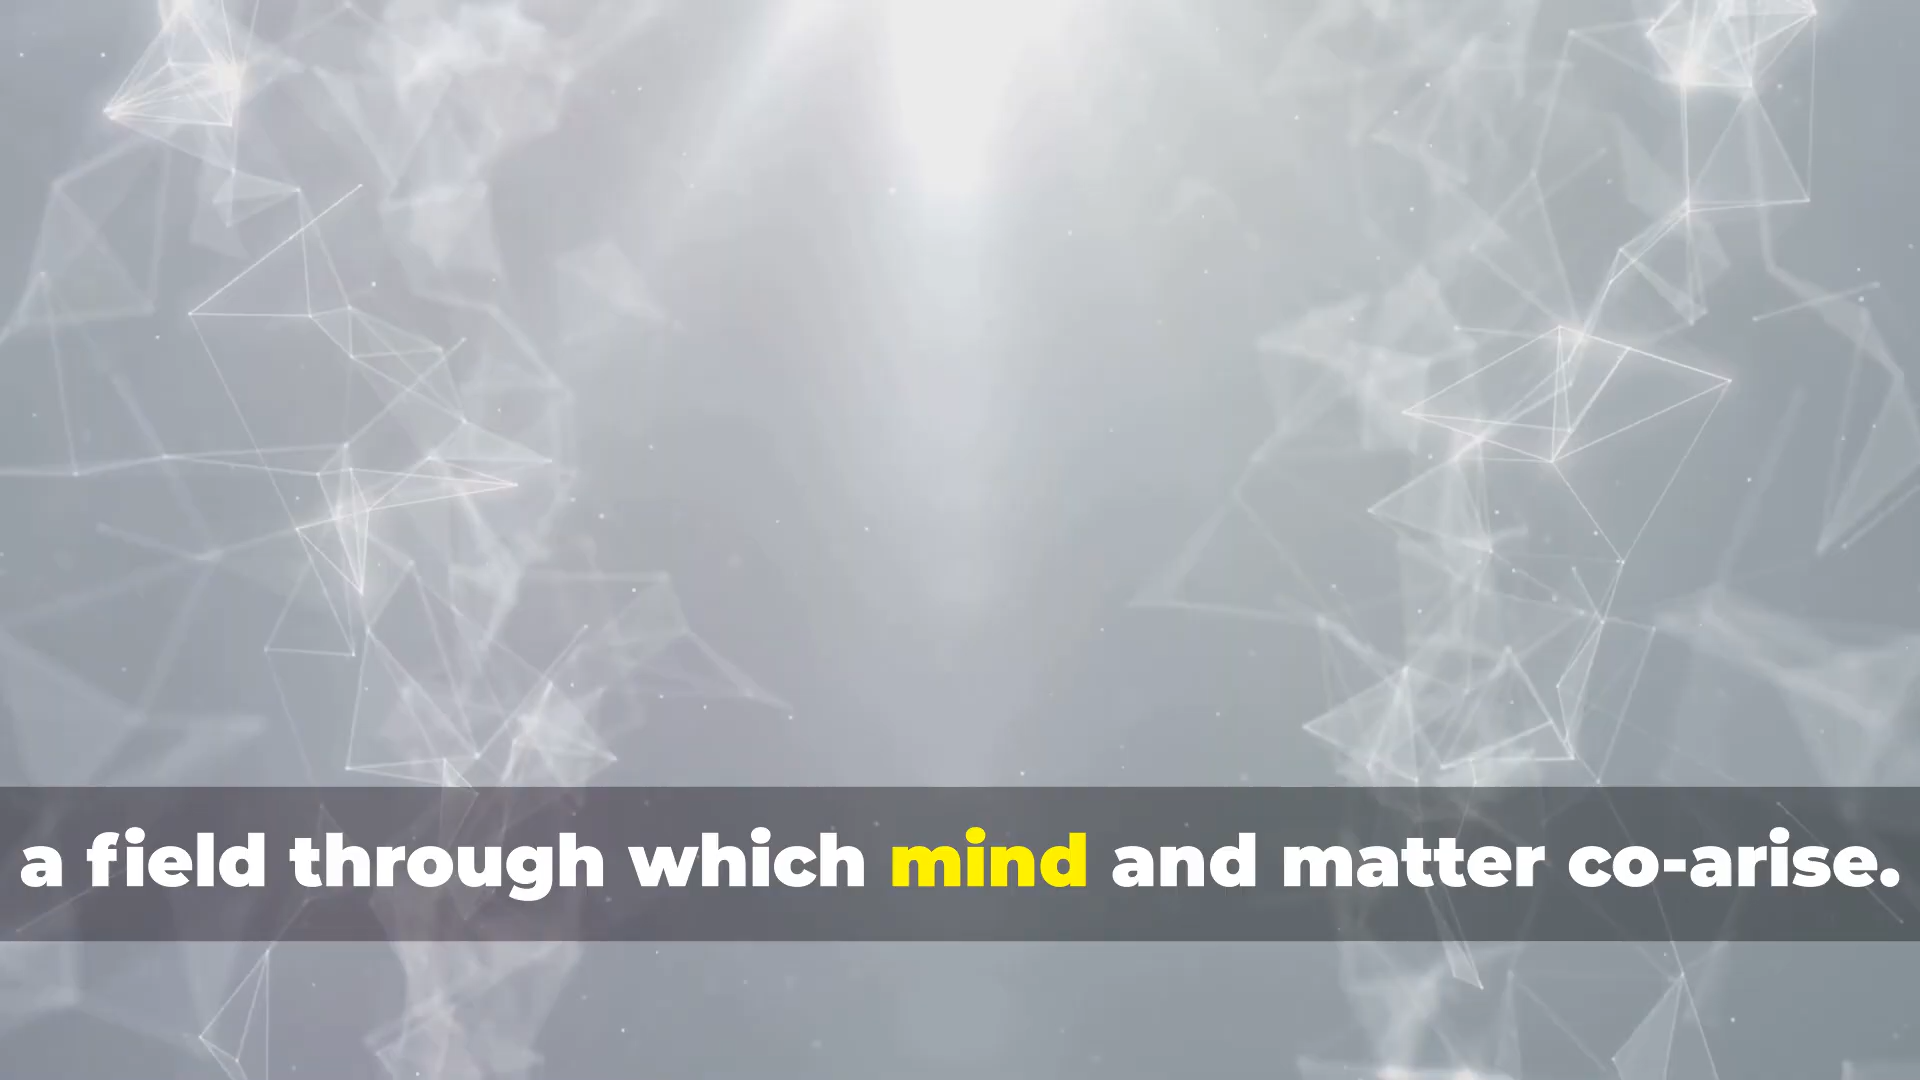 a field through which mind and matter co-arise.